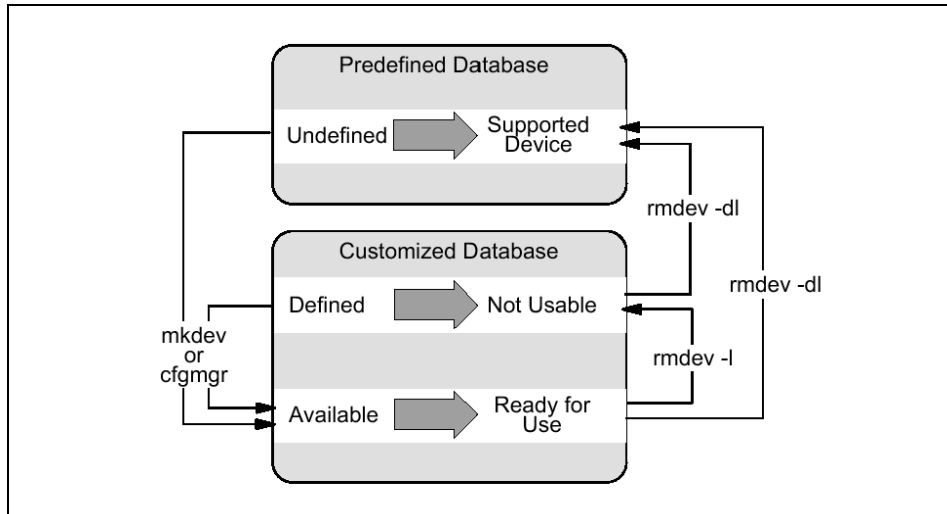 Predefined Database
Undefined
Supported
Device
rmdev -dl
Customized Database
Defined
Not Usable
rmdev -dl
mkdev
or
cfgmgr
rmdev -l
Available
Ready for
Use